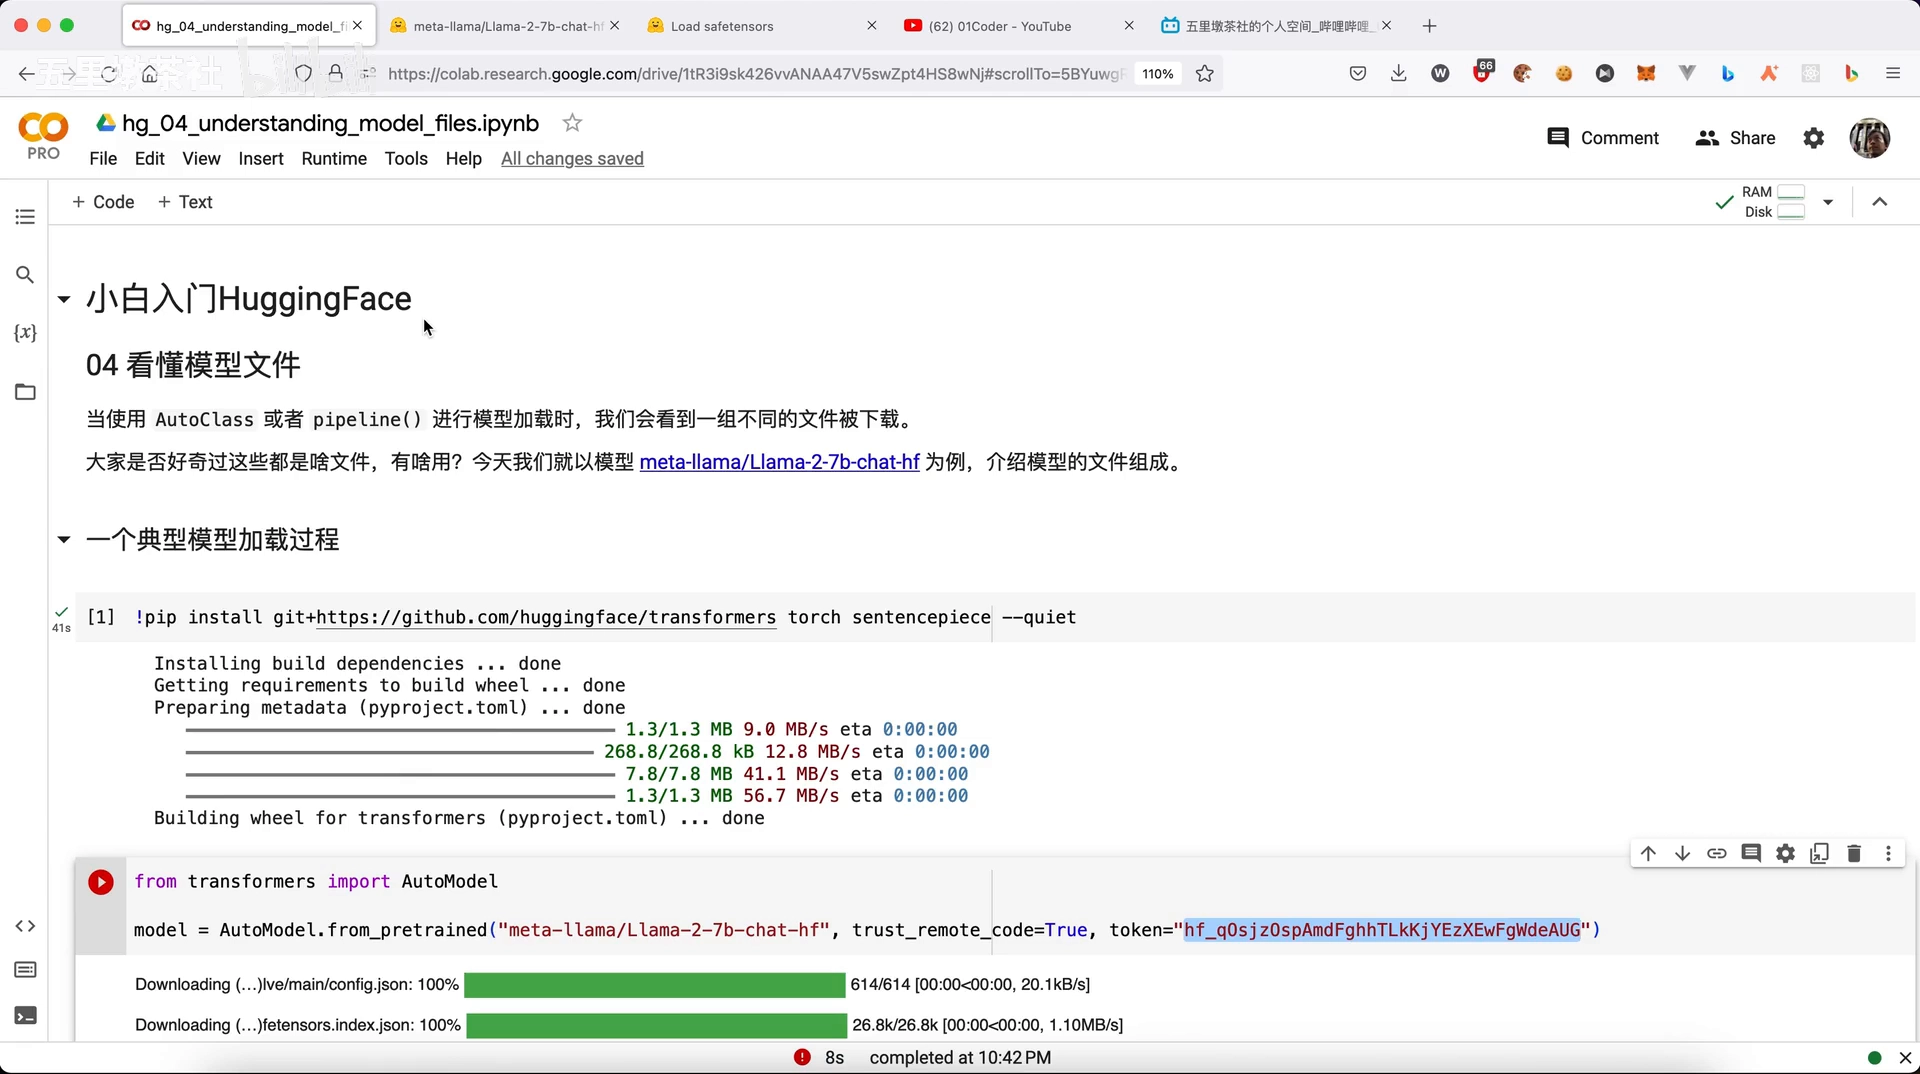 hg_04_understanding_model_fi
meta-llama/Llama-2-7b-chat-hf
Load safetensors
(62) 01Coder - YouTube
五里墩茶社的个人空间_哔哩哔哩_
五里墩茶社 bilibili
https://colab.research.google.com/drive/1tR3i9sk426vvANAA47V5swZpt4HS8wNj#scrollTo=5BYuwgF
110%
66
hg_04_understanding_model_files.ipynb
PRO
File Edit View Insert Runtime Tools Help All changes saved
Comment
Share
+ Code + Text
RAM
Disk
小白入门HuggingFace
{x}
04 看懂模型文件
当使用 AutoClass 或者 pipeline() 进行模型加载时，我们会看到一组不同的文件被下载。
大家是否好奇过这些都是啥文件，有啥用？今天我们就以模型 meta-llama/Llama-2-7b-chat-hf 为例，介绍模型的文件组成。
一个典型模型加载过程
41s
[1] !pip install git+https://github.com/huggingface/transformers torch sentencepiece --quiet
Installing build dependencies ... done
Getting requirements to build wheel ... done
Preparing metadata (pyproject.toml) ... done
1.3/1.3 MB 9.0 MB/s eta 0:00:00
268.8/268.8 kB 12.8 MB/s eta 0:00:00
7.8/7.8 MB 41.1 MB/s eta 0:00:00
1.3/1.3 MB 56.7 MB/s eta 0:00:00
Building wheel for transformers (pyproject.toml) ... done
from transformers import AutoModel
model = AutoModel.from_pretrained("meta-llama/Llama-2-7b-chat-hf", trust_remote_code=True, token="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")
Downloading (…)lve/main/config.json: 100% 614/614 [00:00<00:00, 20.1kB/s]
Downloading (…)fetensors.index.json: 100% 26.8k/26.8k [00:00<00:00, 1.10MB/s]
8s completed at 10:42 PM